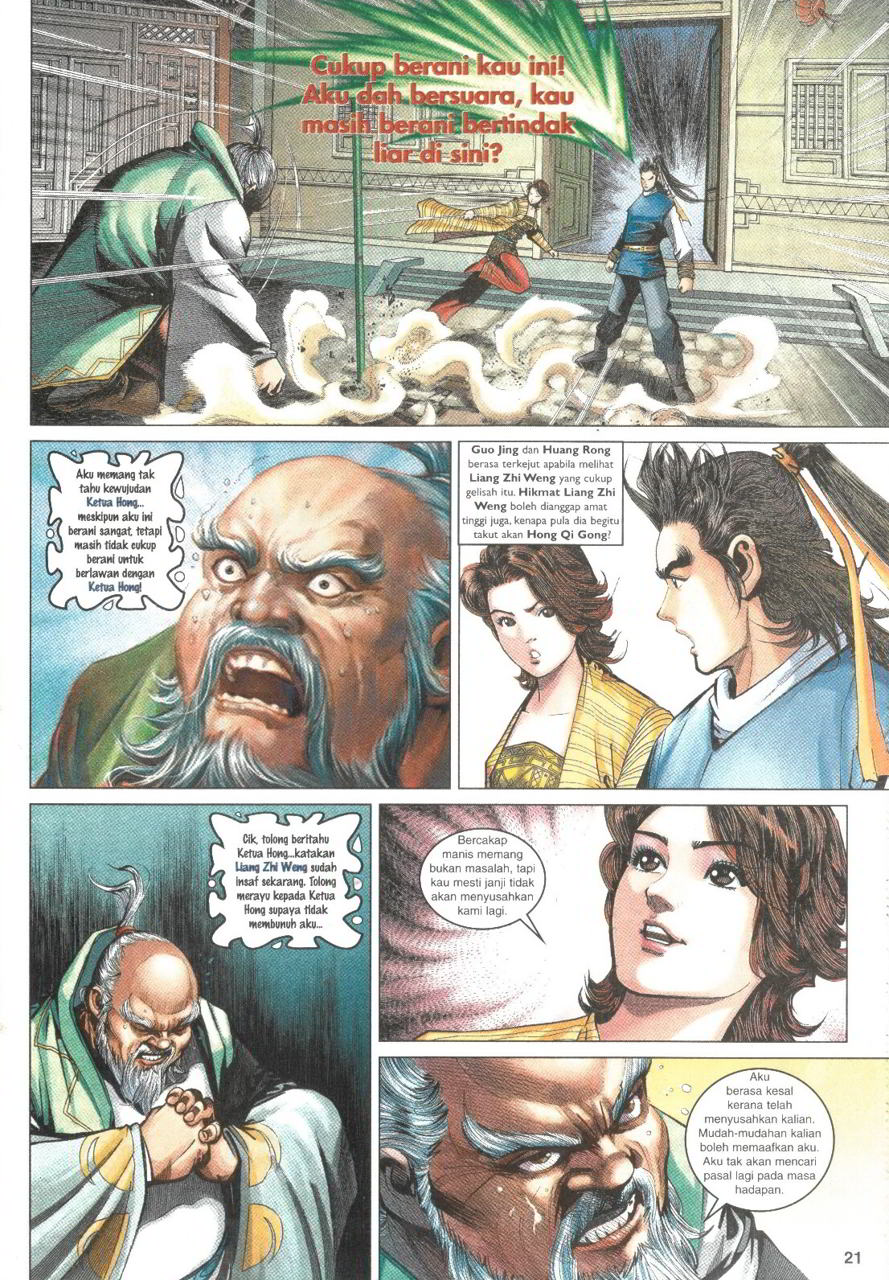 Cukup berani kau ini!
Aku dah bersuara, kau
masih berani bertindak
liar di sini?
Aku memang tak
tahu kewujudan
Ketua Hong...
meskipun aku ini
berani sangat, tetapi
masih tidak cukup
berani untuk
berlawan dengan
Ketua Hong!
Guo Jing dan Huang Rong
berasa terkejut apabila melihat
Liang Zhi Weng yang cukup
gelisah itu. Hikmat Liang Zhi
Weng boleh dianggap amat
tinggi juga, kenapa pula dia begitu
takut akan Hong Qi Gong?
Cik, tolong beritahu
Ketua Hong...katakan
Liang Zhi Weng sudah
insaf sekarang. Tolong
merayu kepada Ketua
Hong supaya tidak
membunuh aku...
Bercakap
manis memang
bukan masalah, tapi
kau mesti janji tidak
akan menyusahkan
kami lagi.
Aku
berasa kesal
kerana telah
menyusahkan kalian.
Mudah-mudahan kalian
boleh memaafkan aku.
Aku tak akan mencari
pasal lagi pada masa
hadapan.
21